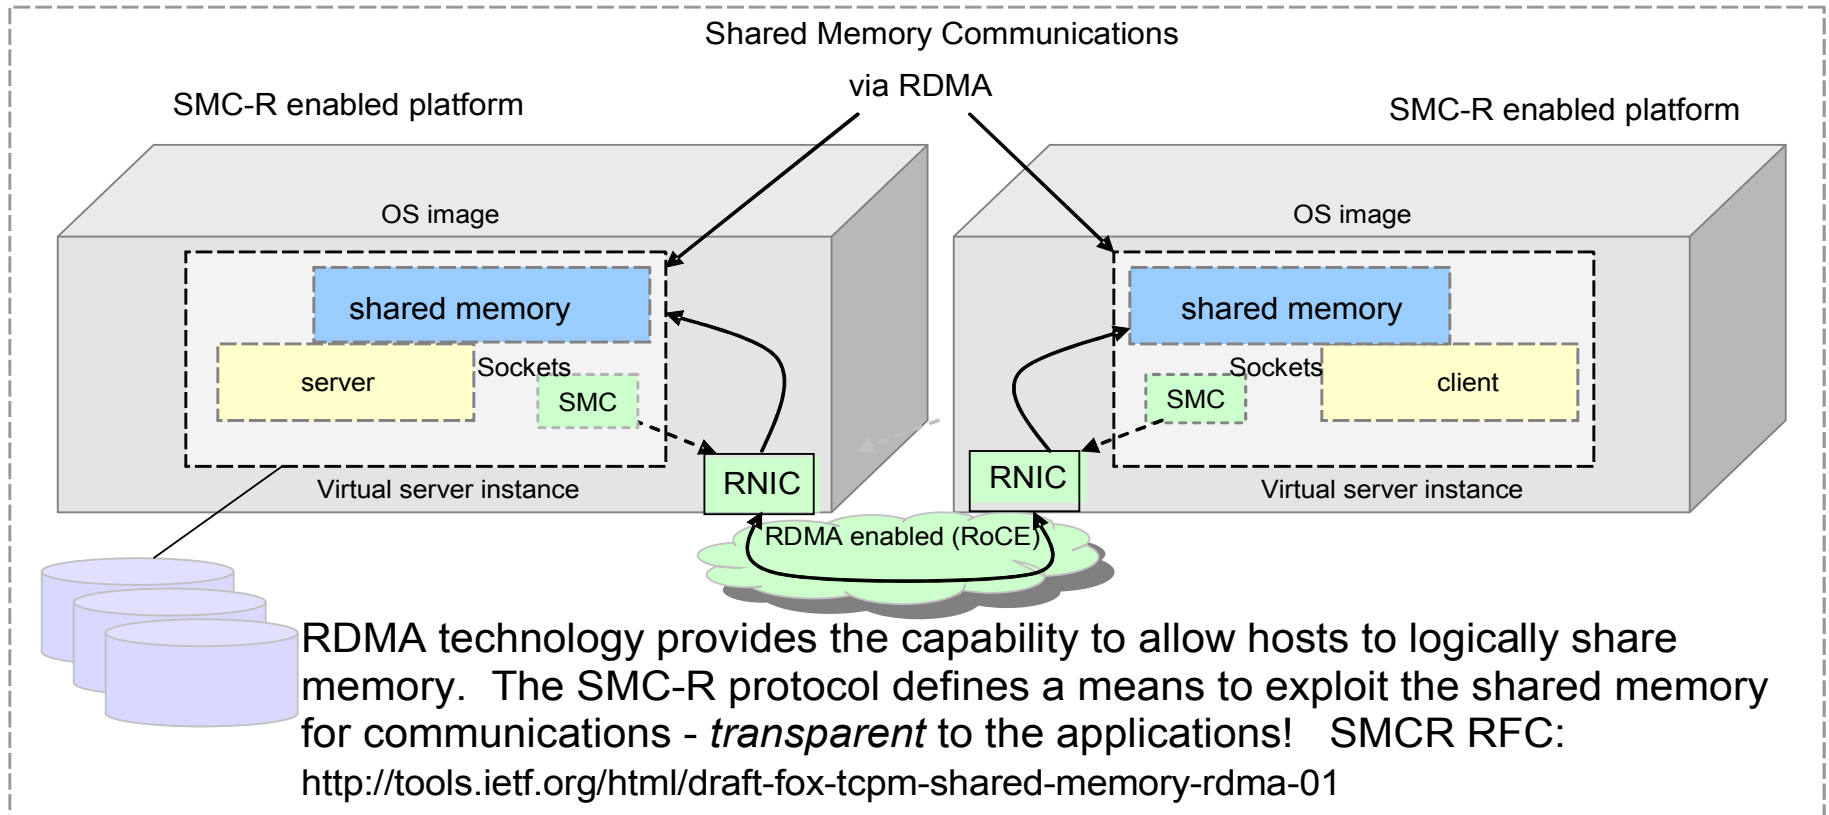 Shared Memory Communications
via RDMA
SMC-R enabled platform
SMC-R enabled platform
OS image
OS image
shared memory
shared memory
Sockets
Sockets
server
client
SMC
SMC
RNIC
RNIC
Virtual server instance
Virtual server instance
RDMA enabled (RoCE)
RDMA technology provides the capability to allow hosts to logically share
memory.  The SMC-R protocol defines a means to exploit the shared memory
for communications - transparent to the applications!   SMCR RFC:
http://tools.ietf.org/html/draft-fox-tcpm-shared-memory-rdma-01